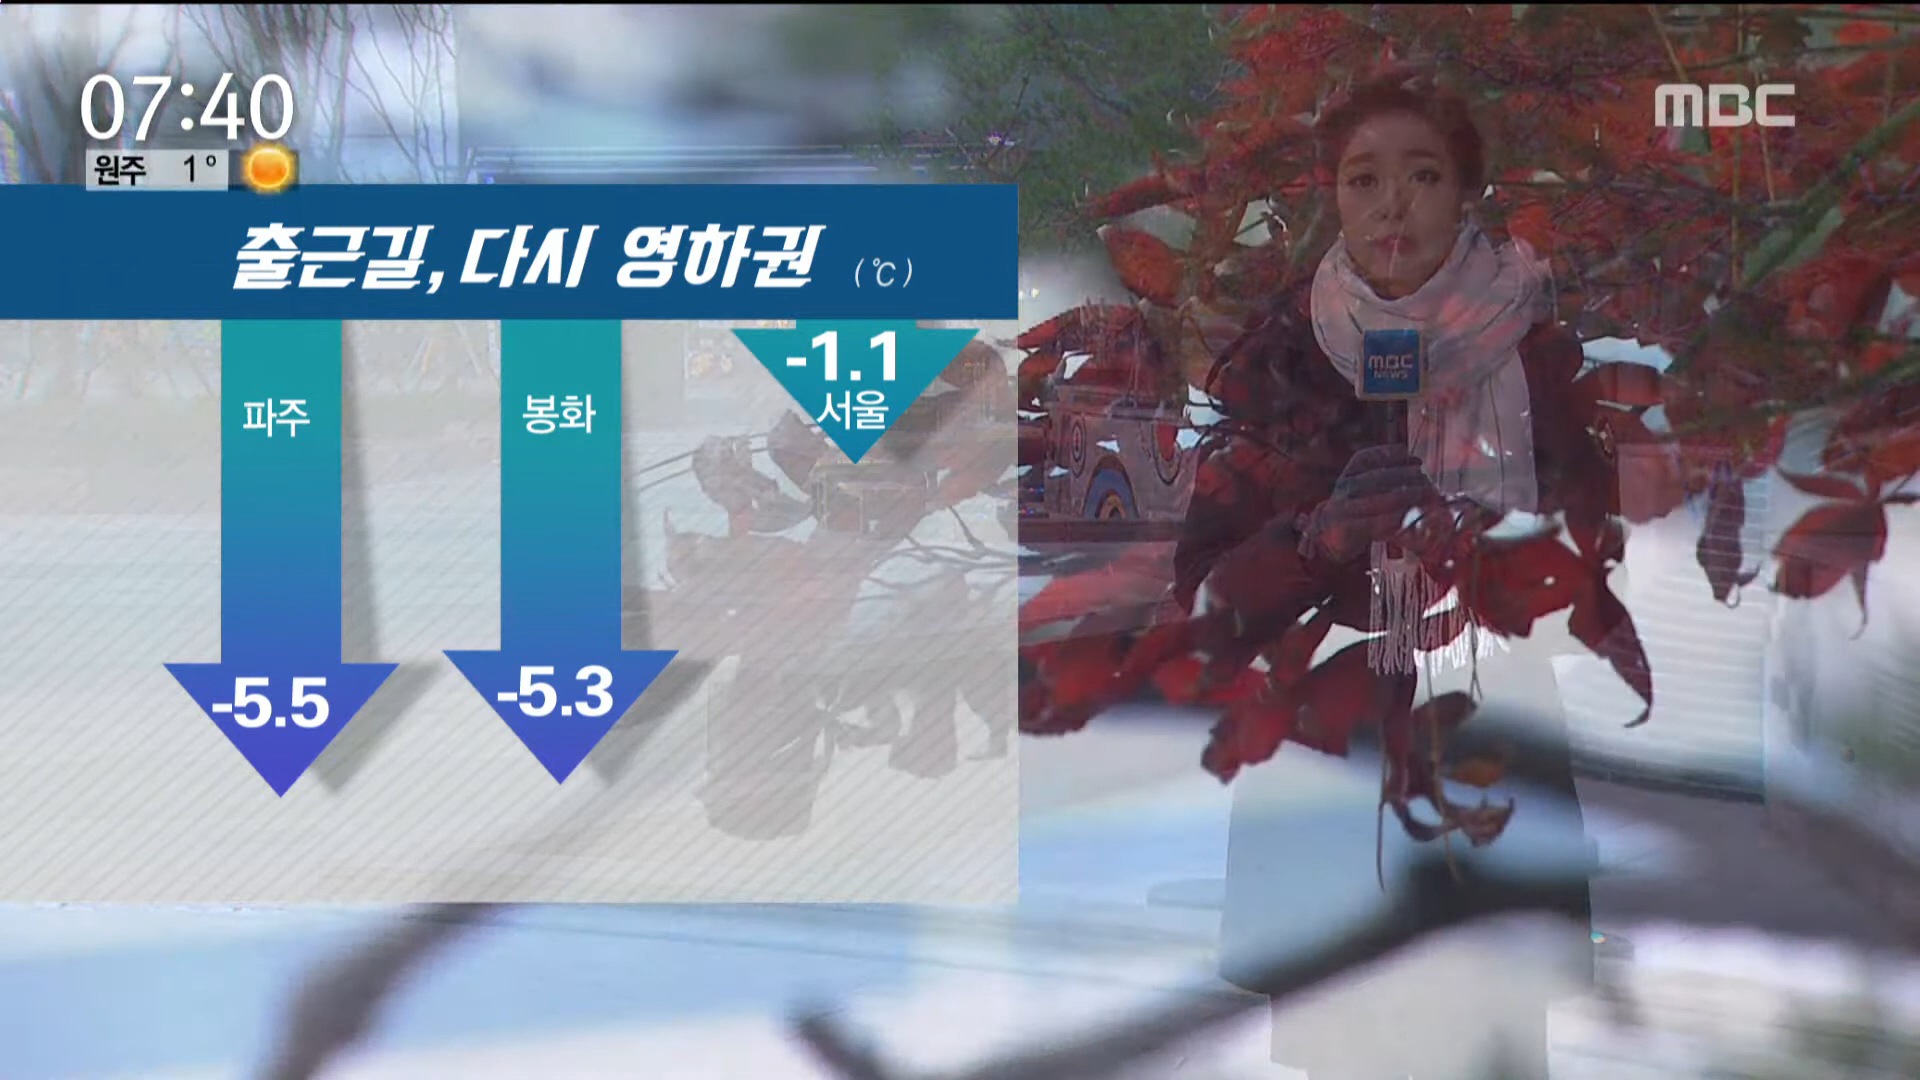 07:40
원주 1°
MBC
출근길, 다시 영하권 (℃)
-1.1
서울
파주
봉화
-5.5
-5.3
MBC
NEWS